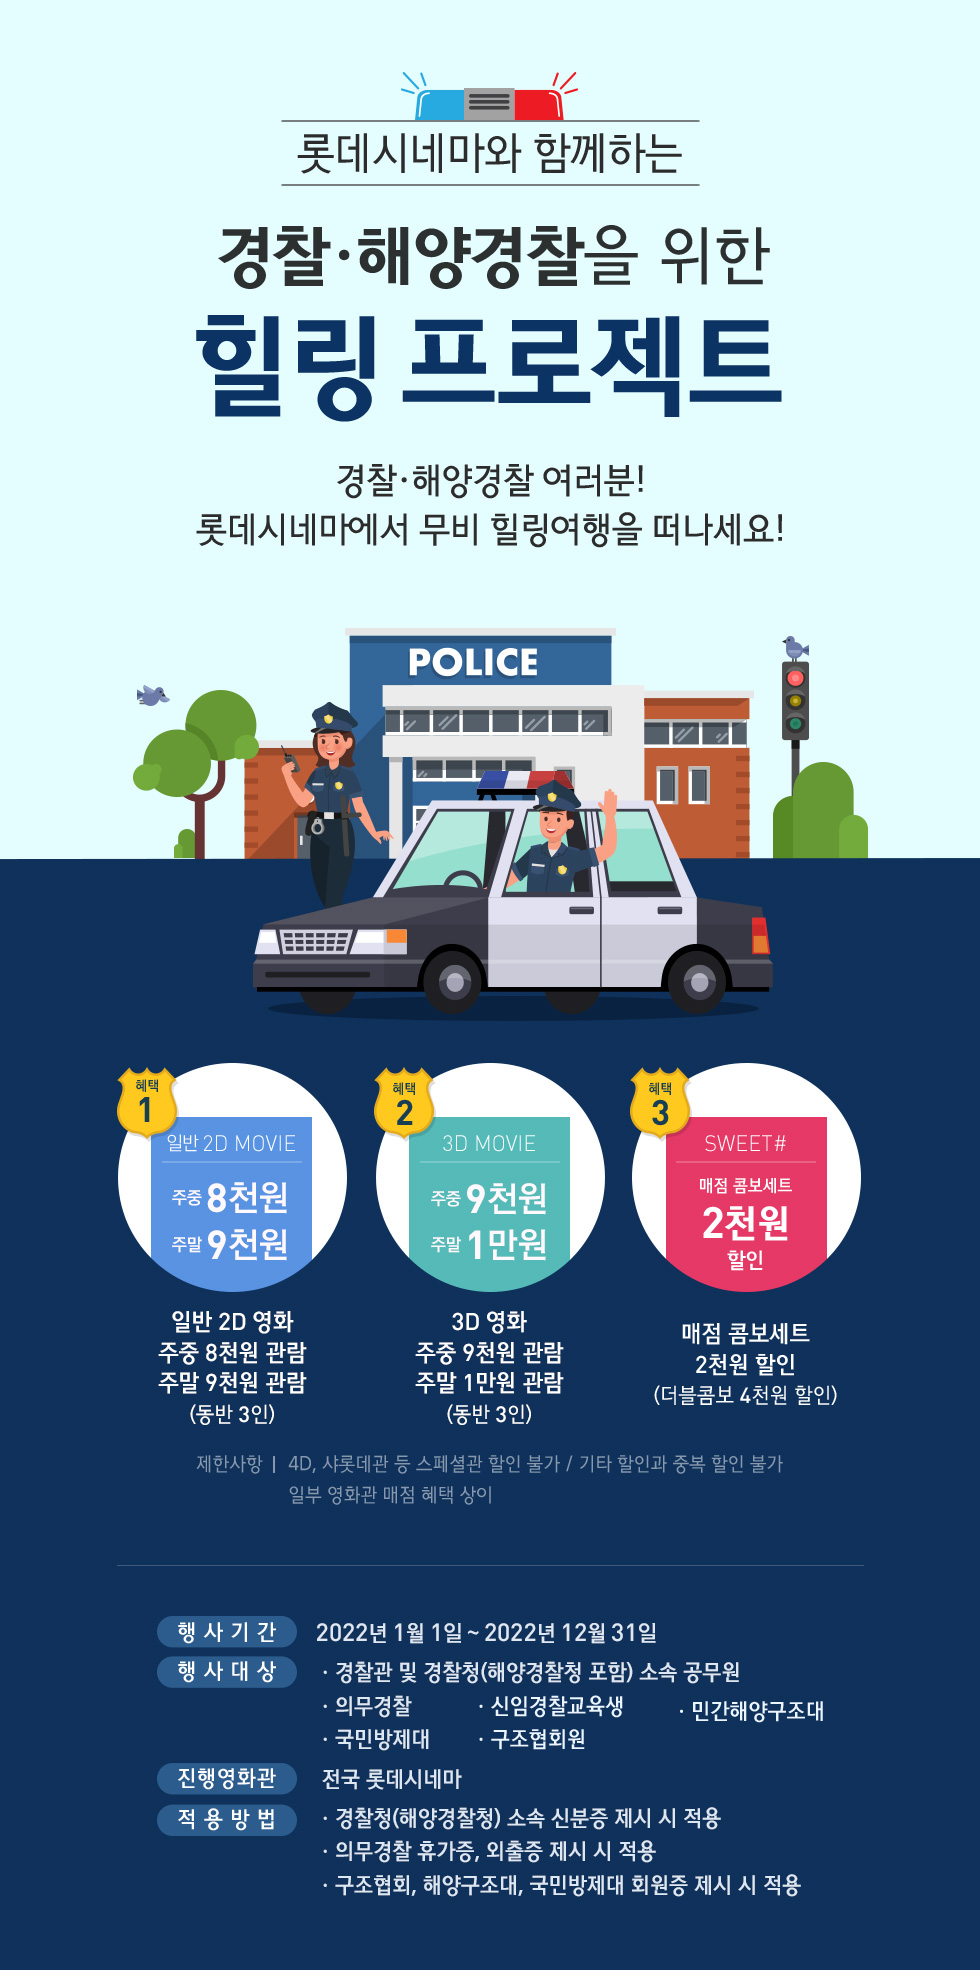 롯데시네마와 함께하는
경찰·해양경찰을 위한
힐링 프로젝트
경찰·해양경찰 여러분!
롯데시네마에서 무비 힐링여행을 떠나세요!
POLICE
혜택
1
일반 2D MOVIE
주중 8천원
주말 9천원
일반 2D 영화
주중 8천원 관람
주말 9천원 관람
(동반 3인)
혜택
2
3D MOVIE
주중 9천원
주말 1만원
3D 영화
주중 9천원 관람
주말 1만원 관람
(동반 3인)
혜택
3
SWEET#
매점 콤보세트
2천원
할인
매점 콤보세트
2천원 할인
(더블콤보 4천원 할인)
제한사항 | 4D, 샤롯데관 등 스페셜관 할인 불가 / 기타 할인과 중복 할인 불가
일부 영화관 매점 혜택 상이
행 사 기 간 2022년 1월 1일 ~ 2022년 12월 31일
행 사 대 상 · 경찰관 및 경찰청(해양경찰청 포함) 소속 공무원
· 의무경찰 · 신임경찰교육생 · 민간해양구조대
· 국민방제대 · 구조협회원
진행영화관 전국 롯데시네마
적 용 방 법 · 경찰청(해양경찰청) 소속 신분증 제시 시 적용
· 의무경찰 휴가증, 외출증 제시 시 적용
· 구조협회, 해양구조대, 국민방제대 회원증 제시 시 적용